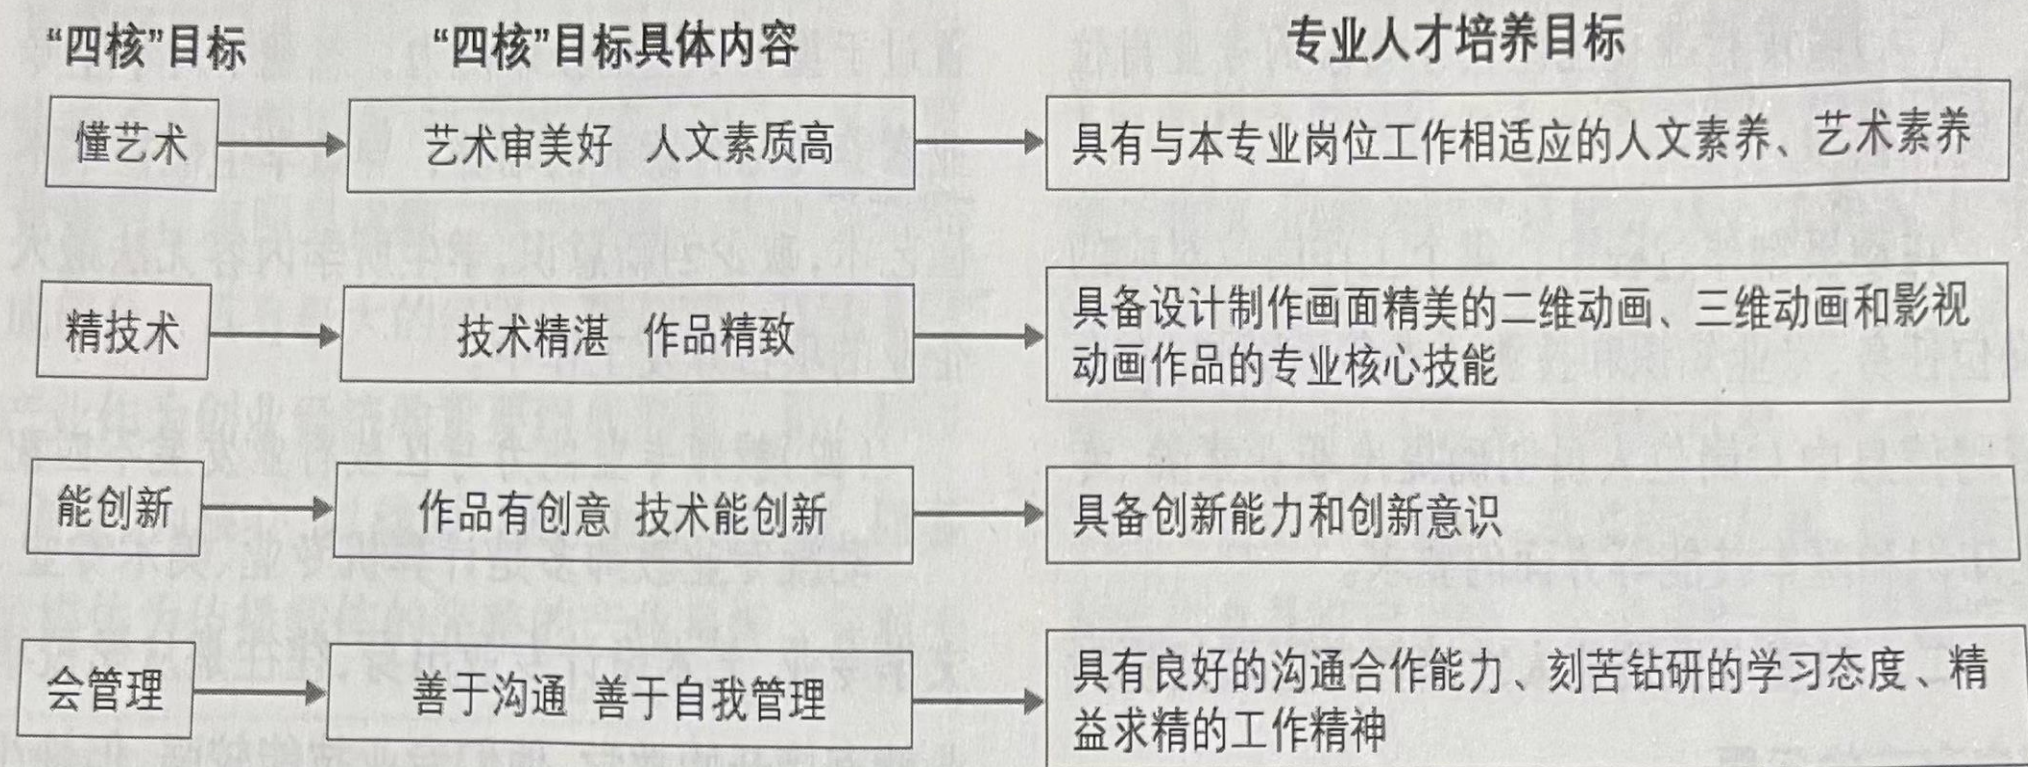 “四核”目标 “四核”目标具体内容 专业人才培养目标
懂艺术 艺术审美好 人文素质高 具有与本专业岗位工作相适应的人文素养、艺术素养
精技术 技术精湛 作品精致 具备设计制作画面精美的二维动画、三维动画和影视
动画作品的专业核心技能
能创新 作品有创意 技术能创新 具备创新能力和创新意识
会管理 善于沟通 善于自我管理 具有良好的沟通合作能力、刻苦钻研的学习态度、精
益求精的工作精神